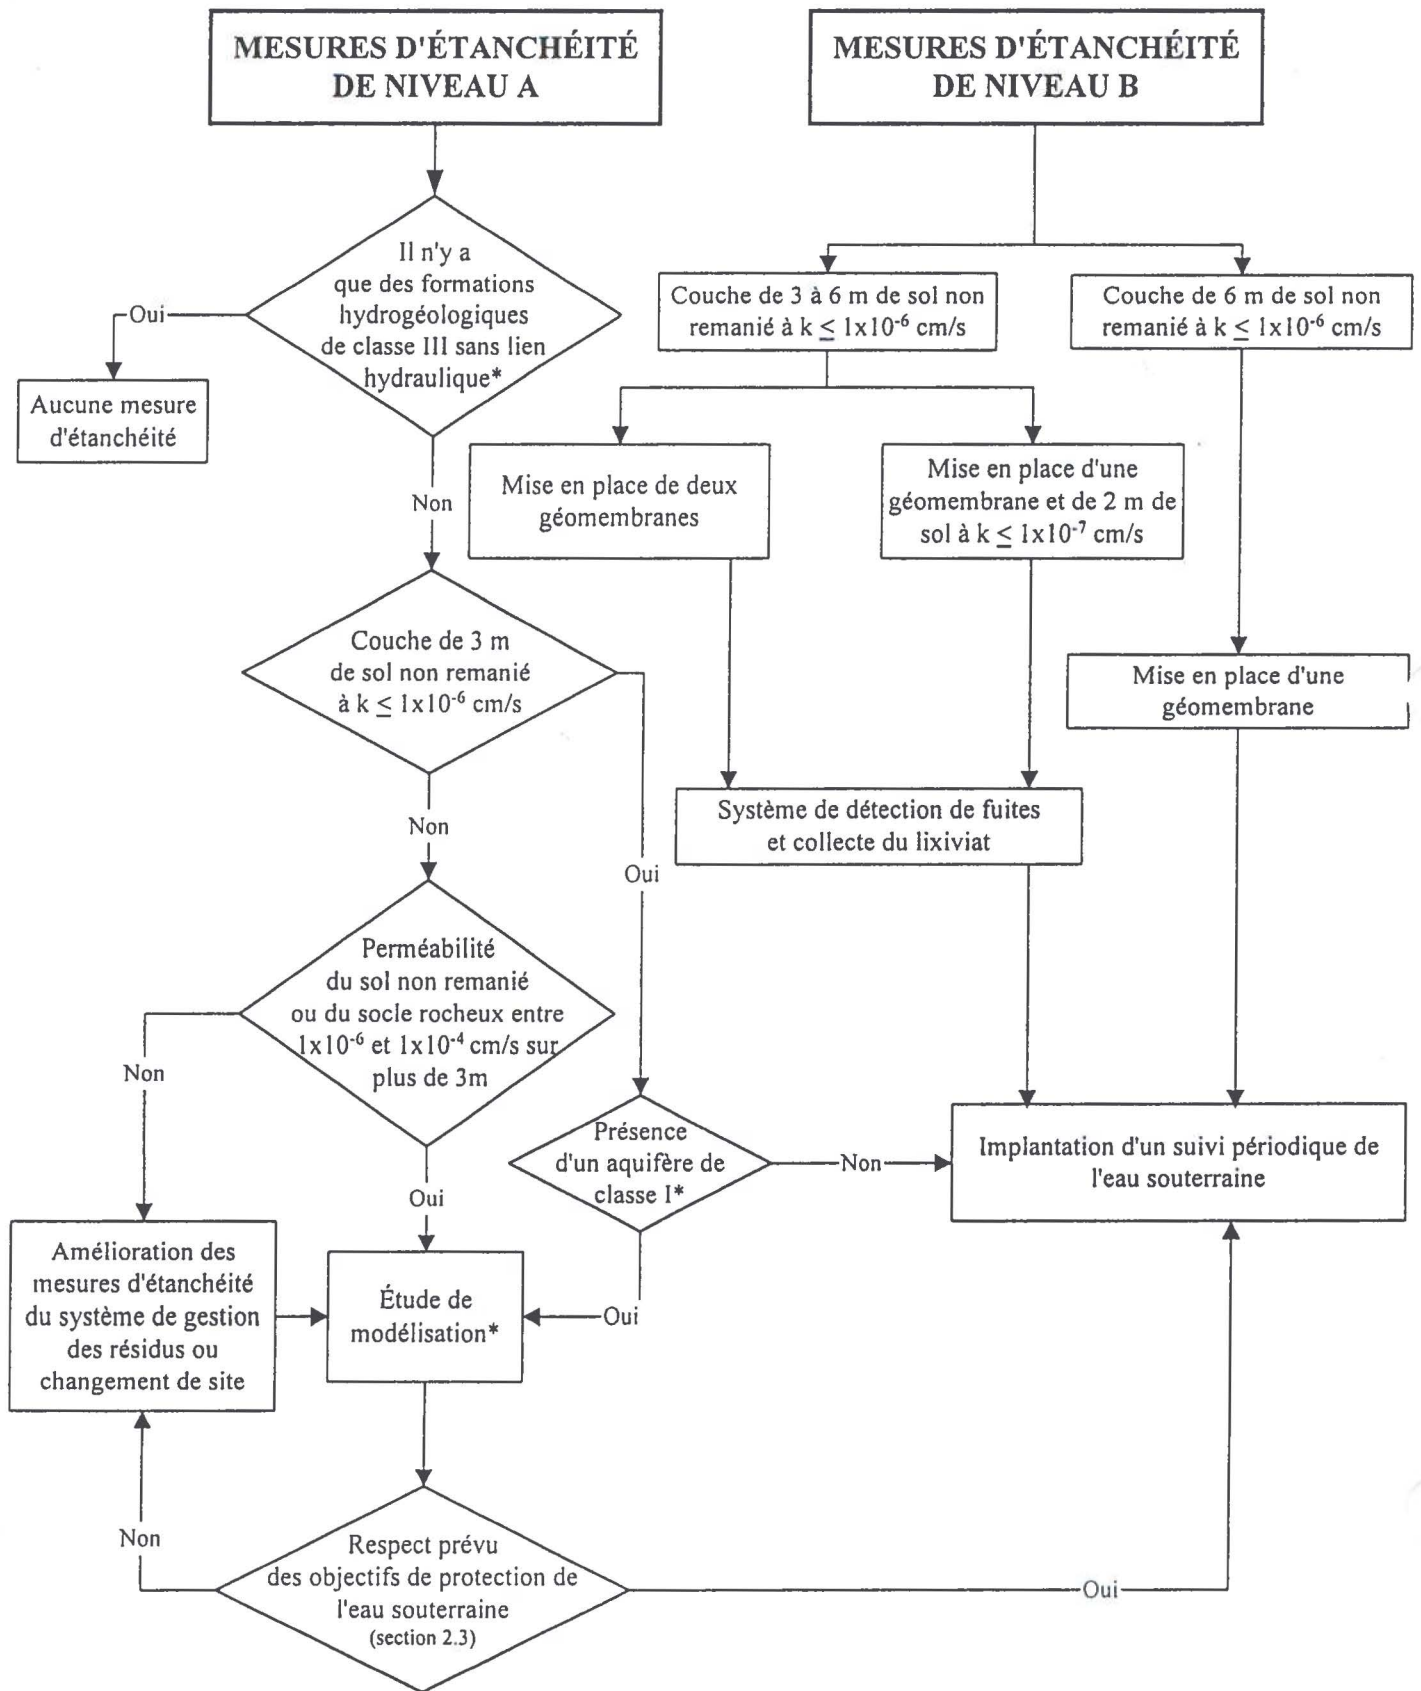 MESURES D'ÉTANCHÉITÉ
DE NIVEAU A
MESURES D'ÉTANCHÉITÉ
DE NIVEAU B
Il n'y a
que des formations
hydrogéologiques
de classe III sans lien
hydraulique*
Oui
Aucune mesure
d'étanchéité
Non
Couche de 3 à 6 m de sol non
remanié à k ≤ 1x10⁻⁶ cm/s
Couche de 6 m de sol non
remanié à k ≤ 1x10⁻⁶ cm/s
Mise en place de deux
géomembranes
Mise en place d'une
géomembrane et de 2 m de
sol à k ≤ 1x10⁻⁷ cm/s
Couche de 3 m
de sol non remanié
à k ≤ 1x10⁻⁶ cm/s
Mise en place d'une
géomembrane
Non
Oui
Système de détection de fuites
et collecte du lixiviat
Perméabilité
du sol non remanié
ou du socle rocheux entre
1x10⁻⁶ et 1x10⁻⁴ cm/s sur
plus de 3m
Non
Oui
Présence
d'un aquifère de
classe I*
Non
Implantation d'un suivi périodique de
l'eau souterraine
Amélioration des
mesures d'étanchéité
du système de gestion
des résidus ou
changement de site
Étude de
modélisation*
Oui
Non
Respect prévu
des objectifs de protection de
l'eau souterraine
(section 2.3)
Oui